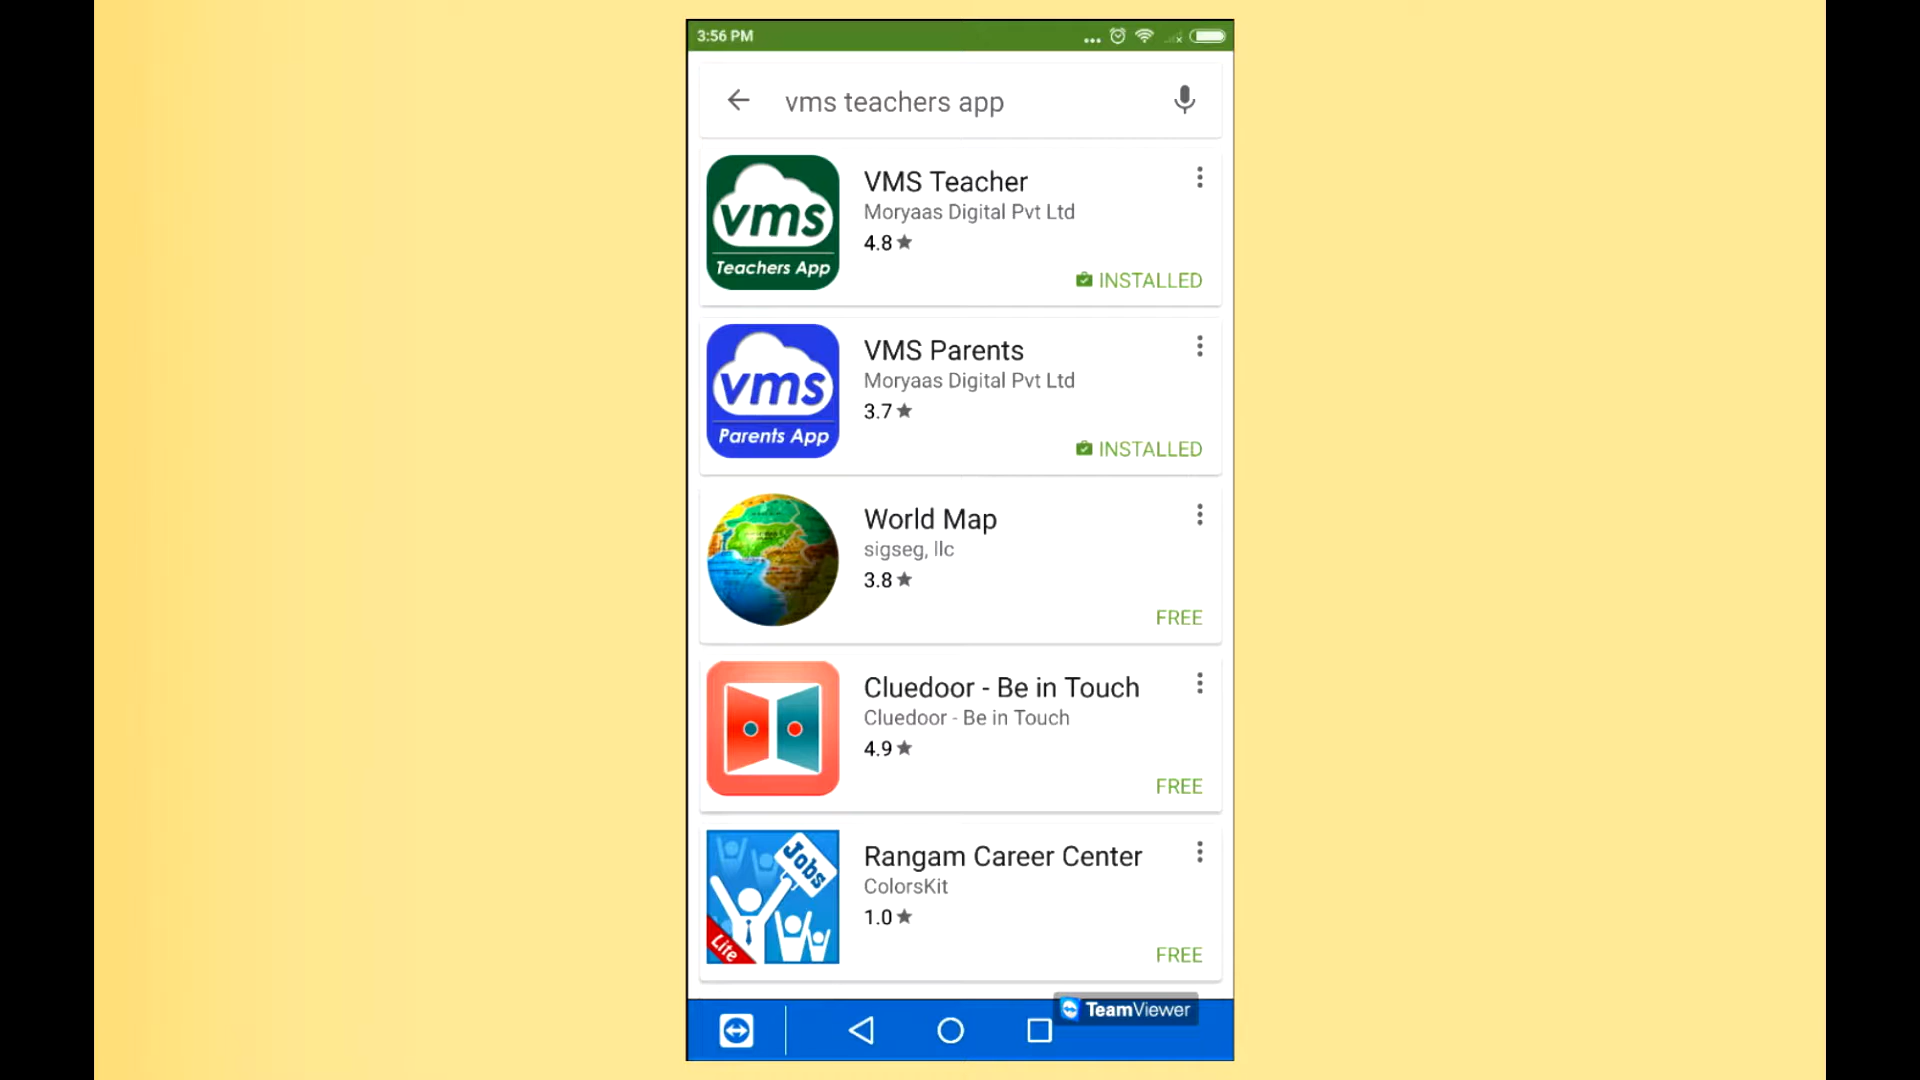 3:56 PM
vms teachers app
vms
Teachers App
VMS Teacher
Moryaas Digital Pvt Ltd
4.8
INSTALLED
vms
Parents App
VMS Parents
Moryaas Digital Pvt Ltd
3.7
INSTALLED
World Map
sigseg, llc
3.8
FREE
Cluedoor - Be in Touch
Cluedoor - Be in Touch
4.9
FREE
Jobs
Lite
Rangam Career Center
ColorsKit
1.0
FREE
TeamViewer